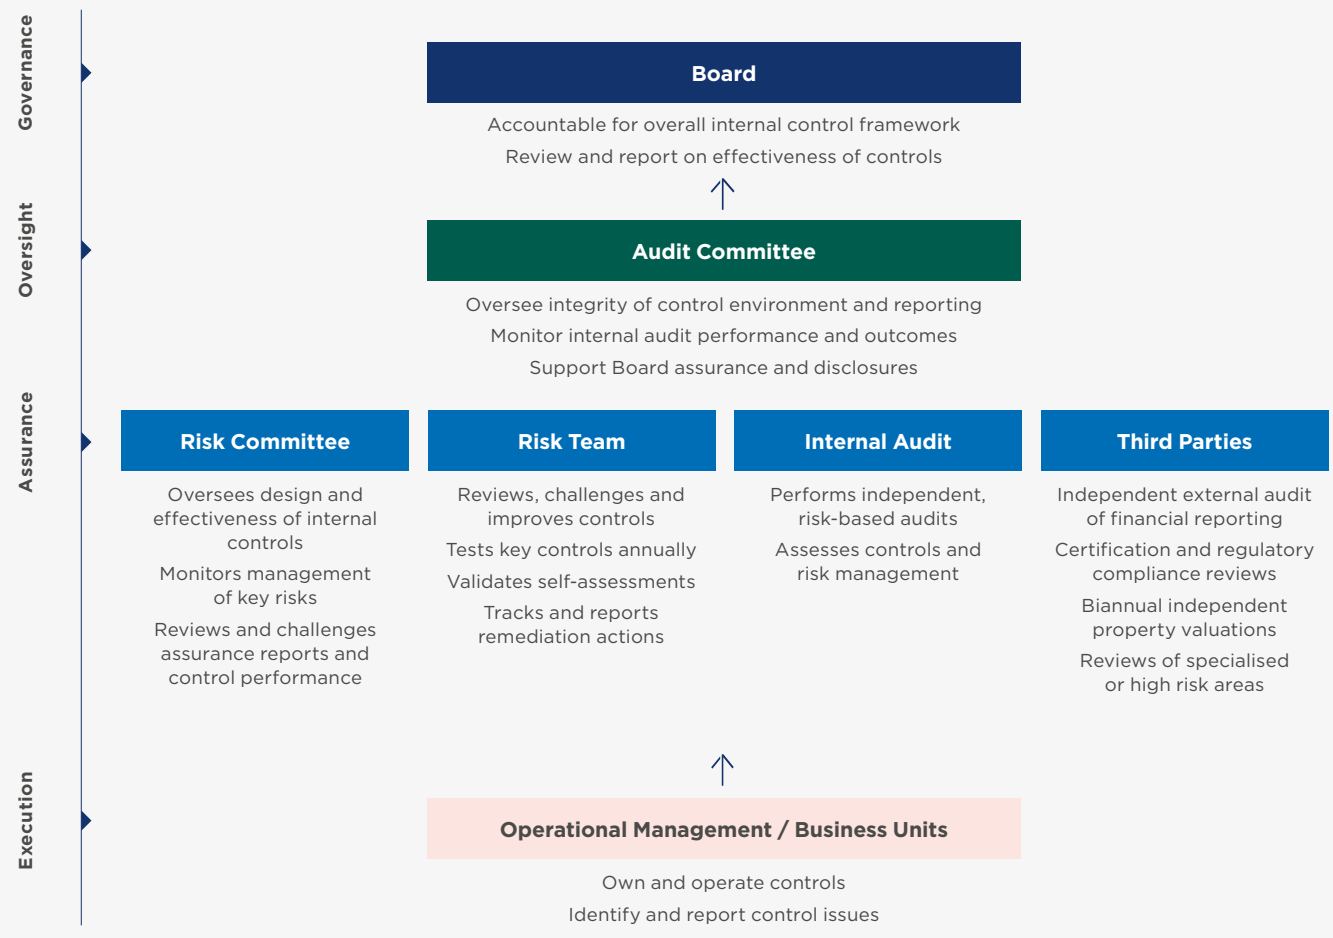 Governance
Board
Accountable for overall internal control framework
Review and report on effectiveness of controls
Oversight
Audit Committee
Oversee integrity of control environment and reporting
Monitor internal audit performance and outcomes
Support Board assurance and disclosures
Assurance
Risk Committee
Oversees design and
effectiveness of internal
controls
Monitors management
of key risks
Reviews and challenges
assurance reports and
control performance
Risk Team
Reviews, challenges and
improves controls
Tests key controls annually
Validates self-assessments
Tracks and reports
remediation actions
Internal Audit
Performs independent,
risk-based audits
Assesses controls and
risk management
Third Parties
Independent external audit
of financial reporting
Certification and regulatory
compliance reviews
Biannual independent
property valuations
Reviews of specialised
or high risk areas
Execution
Operational Management / Business Units
Own and operate controls
Identify and report control issues